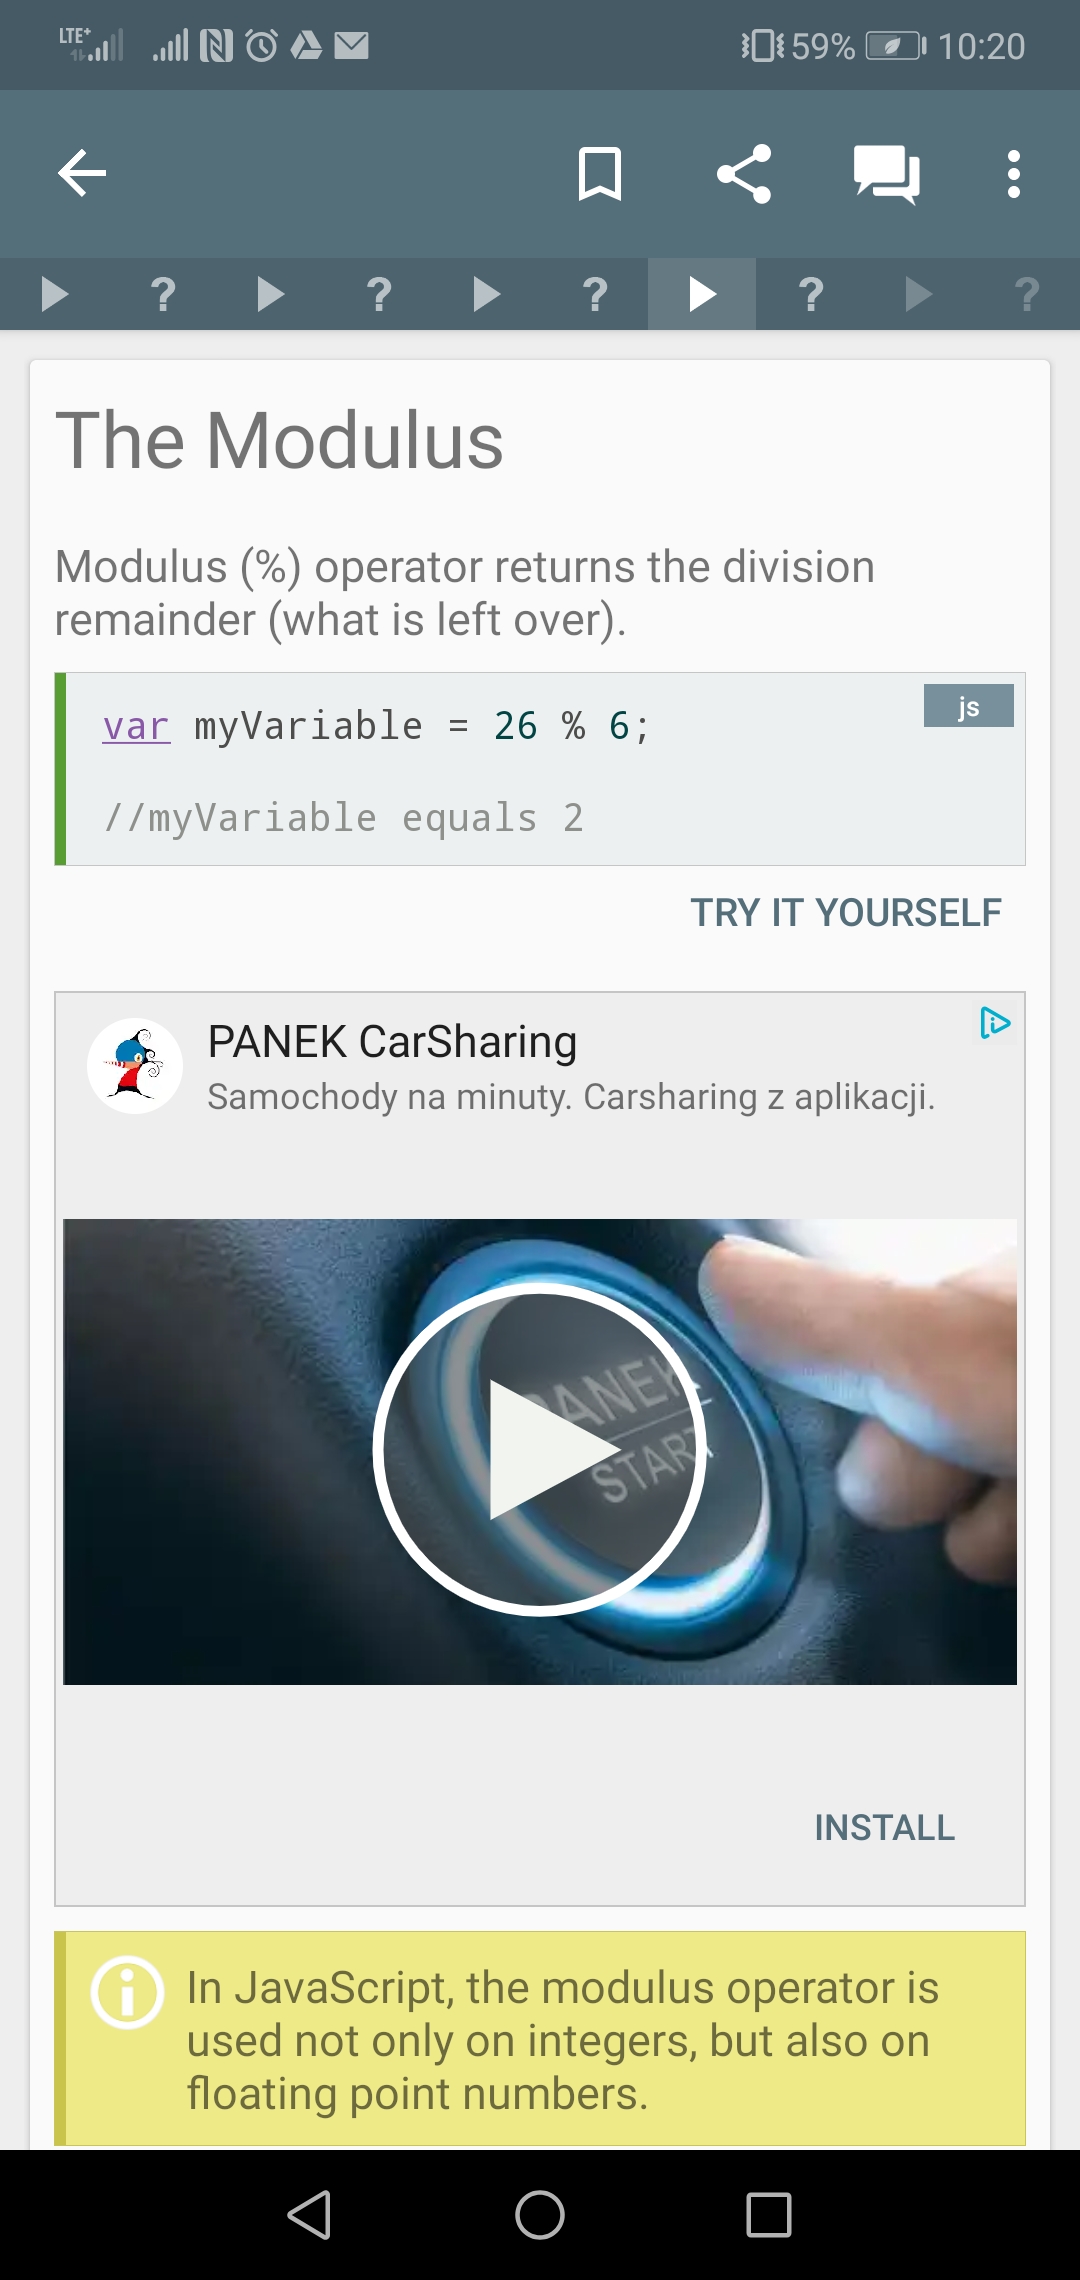 LTE+ 59% 10:20
? ? ? ? ?
The Modulus
Modulus (%) operator returns the division
remainder (what is left over).
js
var myVariable = 26 % 6;
//myVariable equals 2
TRY IT YOURSELF
PANEK CarSharing
Samochody na minuty. Carsharing z aplikacji.
PANEK
START
INSTALL
In JavaScript, the modulus operator is
used not only on integers, but also on
floating point numbers.